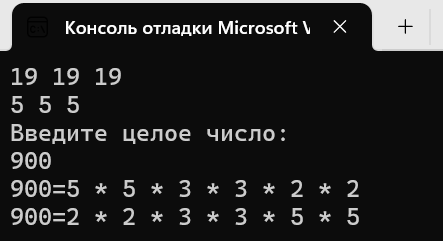 Консоль отладки Microsoft V
19 19 19
5 5 5
Введите целое число:
900
900=5 * 5 * 3 * 3 * 2 * 2
900=2 * 2 * 3 * 3 * 5 * 5